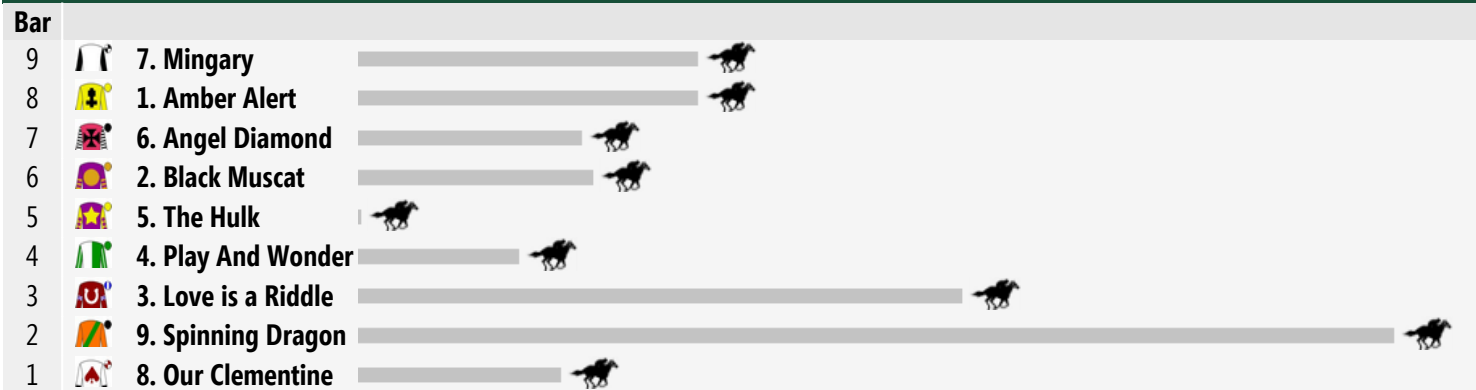 Bar
9 7. Mingary
8 1. Amber Alert
7 6. Angel Diamond
6 2. Black Muscat
5 5. The Hulk
4 4. Play And Wonder
3 3. Love is a Riddle
2 9. Spinning Dragon
1 8. Our Clementine